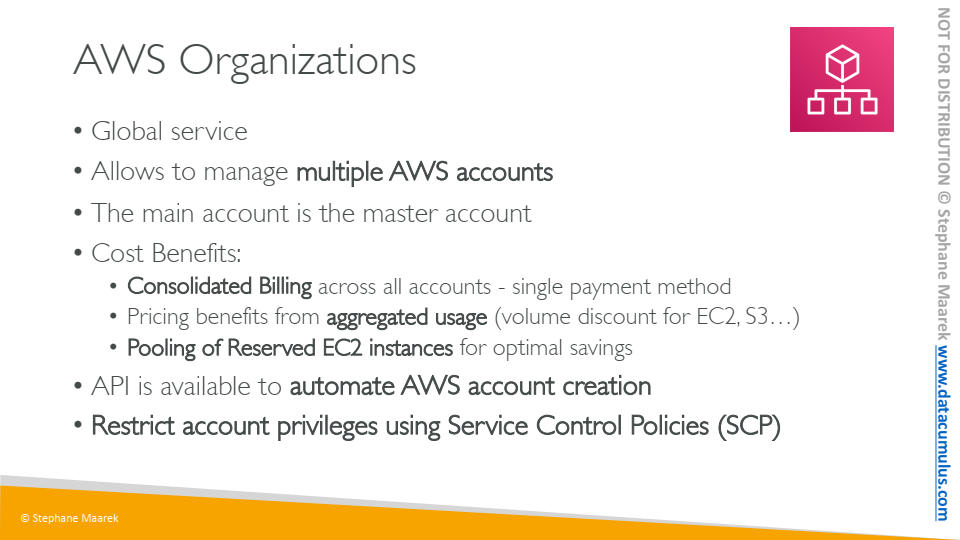 AWS Organizations
• Global service
• Allows to manage multiple AWS accounts
• The main account is the master account
• Cost Benefits:
• Consolidated Billing across all accounts - single payment method
• Pricing benefits from aggregated usage (volume discount for EC2, S3…)
• Pooling of Reserved EC2 instances for optimal savings
• API is available to automate AWS account creation
• Restrict account privileges using Service Control Policies (SCP)
© Stephane Maarek
NOT FOR DISTRIBUTION © Stephane Maarek www.datacumulus.com